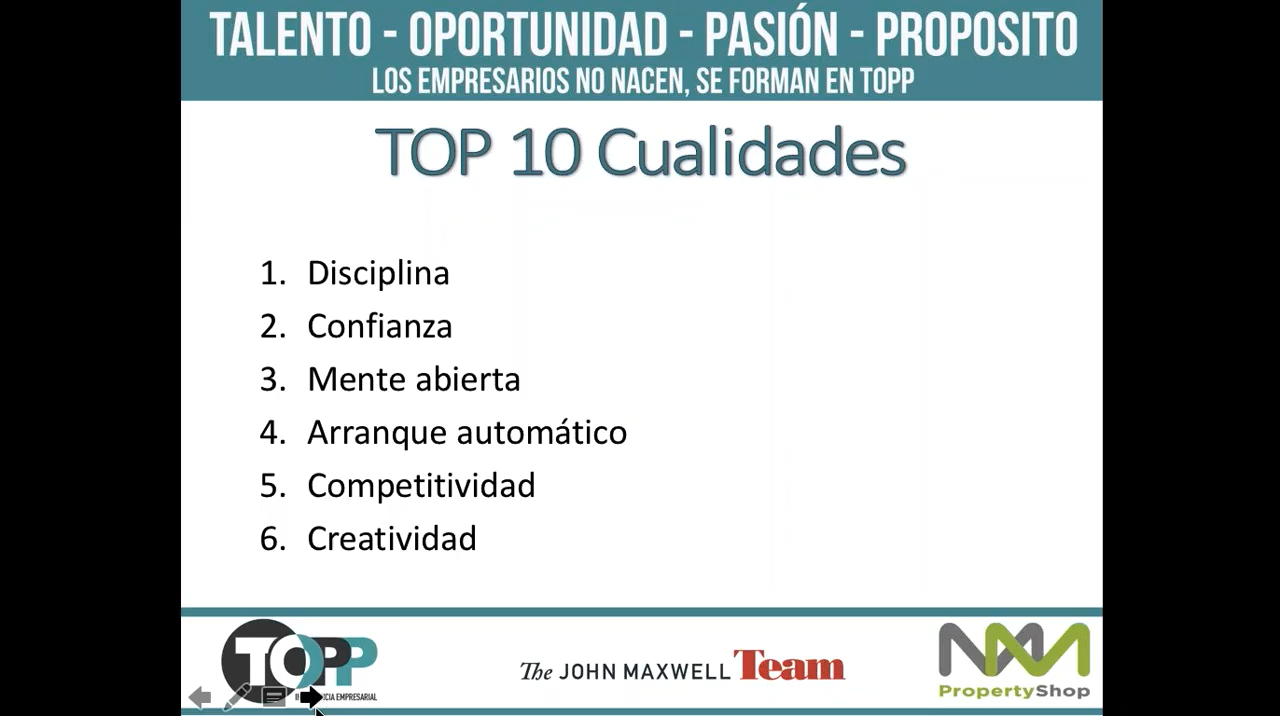 TALENTO - OPORTUNIDAD - PASIÓN - PROPOSITO
LOS EMPRESARIOS NO NACEN, SE FORMAN EN TOPP
TOP 10 Cualidades
1. Disciplina
2. Confianza
3. Mente abierta
4. Arranque automático
5. Competitividad
6. Creatividad
TOPP
EMPRESARIAL
The JOHN MAXWELL Team
PropertyShop